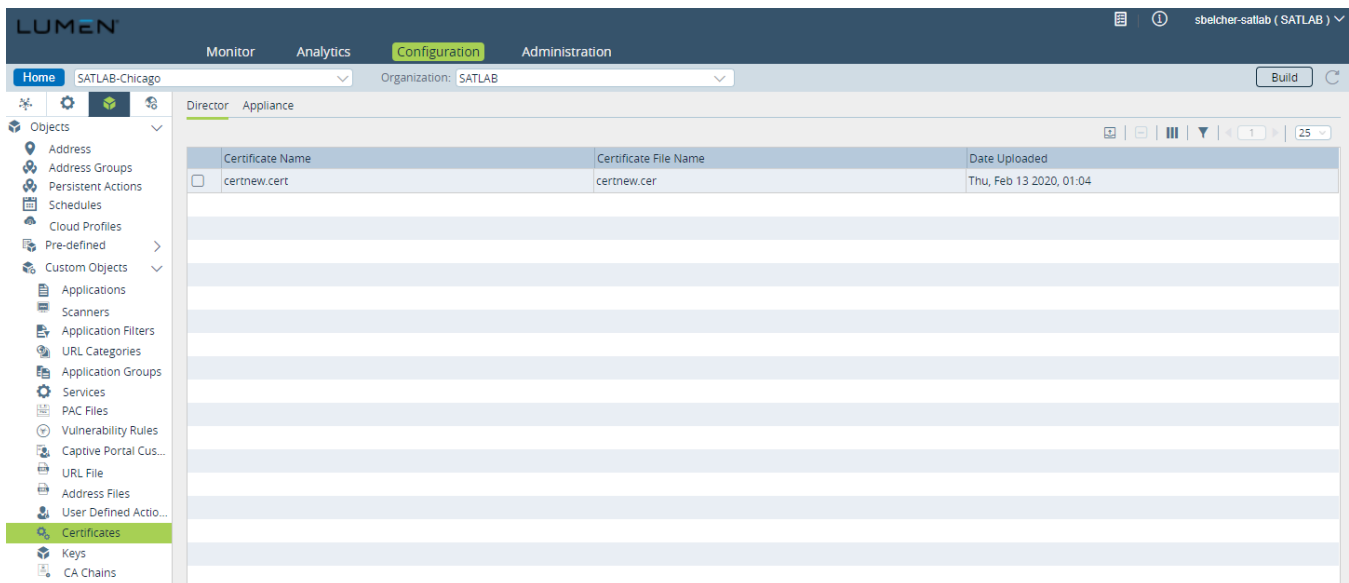 LUMEN
sbelcher-satlab ( SATLAB )
Monitor Analytics Configuration Administration
Home SATLAB-Chicago Organization: SATLAB Build
Director Appliance
Objects
Address
Address Groups
Persistent Actions
Schedules
Cloud Profiles
Pre-defined
Custom Objects
Applications
Scanners
Application Filters
URL Categories
Application Groups
Services
PAC Files
Vulnerability Rules
Captive Portal Cus...
URL File
Address Files
User Defined Actio...
Certificates
Keys
CA Chains
1 25
Certificate Name Certificate File Name Date Uploaded
certnew.cert certnew.cer Thu, Feb 13 2020, 01:04